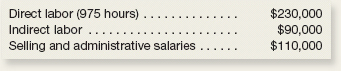 Direct labor (975 hours) . . . . . . . . . . . . . . $230,000
Indirect labor . . . . . . . . . . . . . . . . . . . . . . $90,000
Selling and administrative salaries . . . . . . $110,000